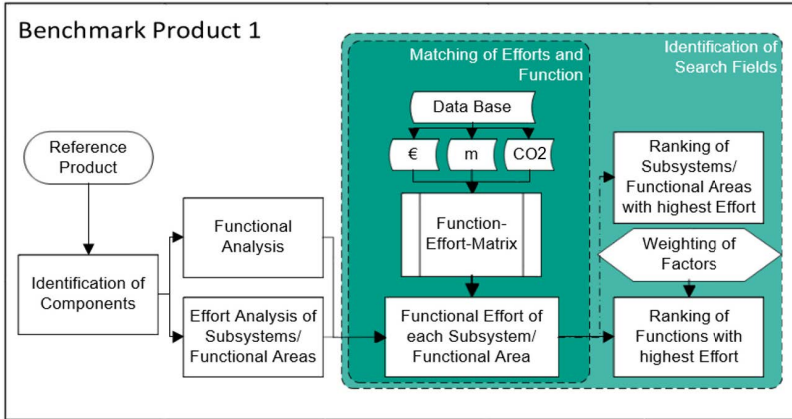 Benchmark Product 1
Matching of Efforts and
Function
Identification of
Search Fields
Data Base
€
m
CO2
Reference
Product
Functional
Analysis
Function-
Effort-Matrix
Ranking of
Subsystems/
Functional Areas
with highest Effort
Weighting of
Factors
Identification of
Components
Effort Analysis of
Subsystems/
Functional Areas
Functional Effort of
each Subsystem/
Functional Area
Ranking of
Functions with
highest Effort